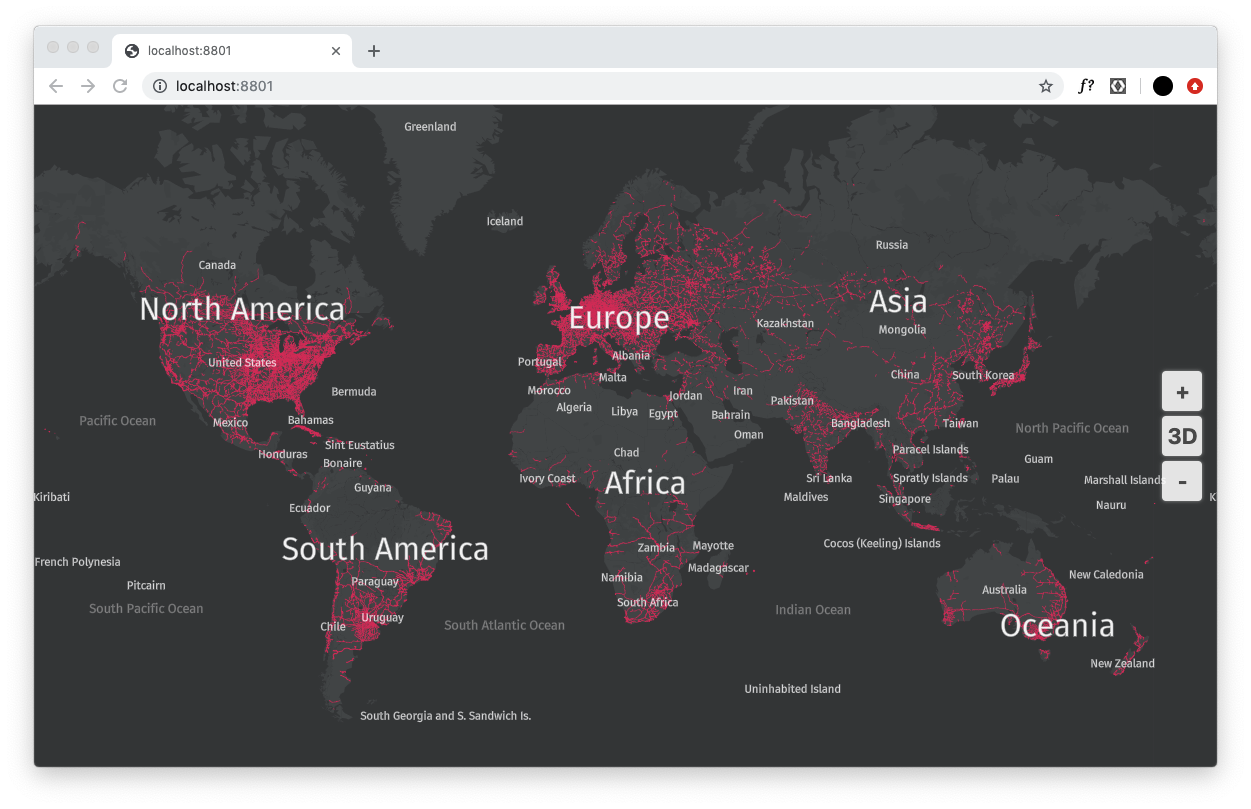 localhost:8801
localhost:8801
f?
Greenland
Iceland
Russia
Canada
North America
Asia
Europe
Kazakhstan
Mongolia
United States
Portugal
Albania
Malta
China
South Korea
Bermuda
Morocco
Jordan
Iran
Pakistan
+
Pacific Ocean
Mexico
Bahamas
Algeria
Libya
Egypt
Bahrain
Bangladesh
Taiwan
North Pacific Ocean
Oman
3D
Honduras
Sint Eustatius
Bonaire
Chad
Paracel Islands
Guam
Ivory Coast
Africa
Sri Lanka
Spratly Islands
Palau
Marshall Islands
-
Kiribati
Guyana
Maldives
Singapore
Nauru
K
Ecuador
South America
Zambia
Mayotte
Cocos (Keeling) Islands
French Polynesia
Pitcairn
Paraguay
Namibia
Madagascar
New Caledonia
Australia
South Pacific Ocean
Uruguay
South Africa
Indian Ocean
Chile
South Atlantic Ocean
Oceania
New Zealand
Uninhabited Island
South Georgia and S. Sandwich Is.